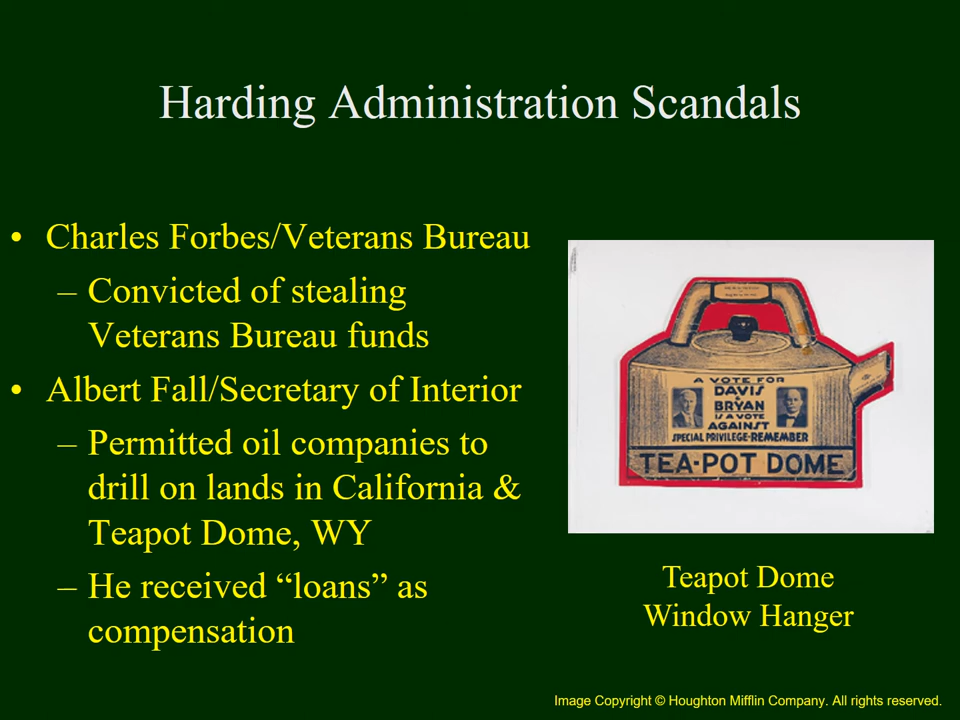 Harding Administration Scandals
• Charles Forbes/Veterans Bureau
– Convicted of stealing
Veterans Bureau funds
• Albert Fall/Secretary of Interior
– Permitted oil companies to
drill on lands in California &
Teapot Dome, WY
– He received “loans” as
compensation
A VOTE FOR
DAVIS
&
BRYAN
IS A VOTE
AGAINST
SPECIAL PRIVILEGE-REMEMBER
TEA-POT DOME
Teapot Dome
Window Hanger
Image Copyright © Houghton Mifflin Company. All rights reserved.